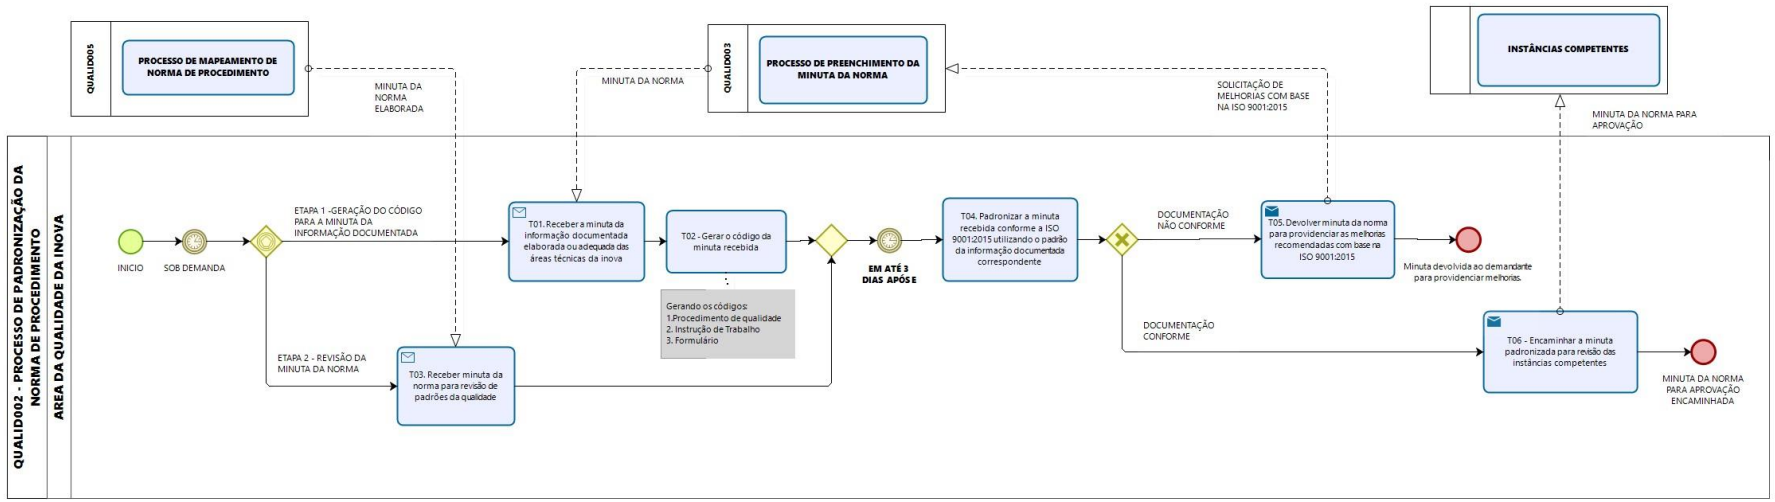 QUALID005
PROCESSO DE MAPEAMENTO DE
NORMA DE PROCEDIMENTO
MINUTA DA
NORMA
ELABORADA
MINUTA DA NORMA
QUALID003
PROCESSO DE PREENCHIMENTO DA
MINUTA DA NORMA
SOLICITAÇÃO DE
MELHORIAS COM BASE
NA ISO 9001:2015
INSTÂNCIAS COMPETENTES
MINUTA DA NORMA PARA
APROVAÇÃO
QUALID002 - PROCESSO DE PADRONIZAÇÃO DA
NORMA DE PROCEDIMENTO
AREA DA QUALIDADE DA INOVA
INICIO
SOB DEMANDA
ETAPA 1 -GERAÇÃO DO CÓDIGO
PARA A MINUTA DA
INFORMAÇÃO DOCUMENTADA
ETAPA 2 - REVISÃO DA
MINUTA DA NORMA
T01. Receber a minuta da
informação documentada
elaborada ou adequada das
áreas técnicas da inova
T02 - Gerar o código da
minuta recebida
Gerando os códigos:
1.Procedimento de qualidade
2. Instrução de Trabalho
3. Formulário
T03. Receber minuta da
norma para revisão de
padrões da qualidade
EM ATÉ 3
DIAS APÓS E
T04. Padronizar a minuta
recebida conforme a ISO
9001:2015 utilizando o padrão
da informação documentada
correspondente
DOCUMENTAÇÃO
NÃO CONFORME
DOCUMENTAÇÃO
CONFORME
T05. Devolver minuta da norma
para providenciar as melhorias
recomendadas com base na
ISO 9001:2015
Minuta devolvida ao demandante
para providenciar melhorias.
T06 - Encaminhar a minuta
padronizada para revisão das
instâncias competentes
MINUTA DA NORMA
PARA APROVAÇÃO
ENCAMINHADA